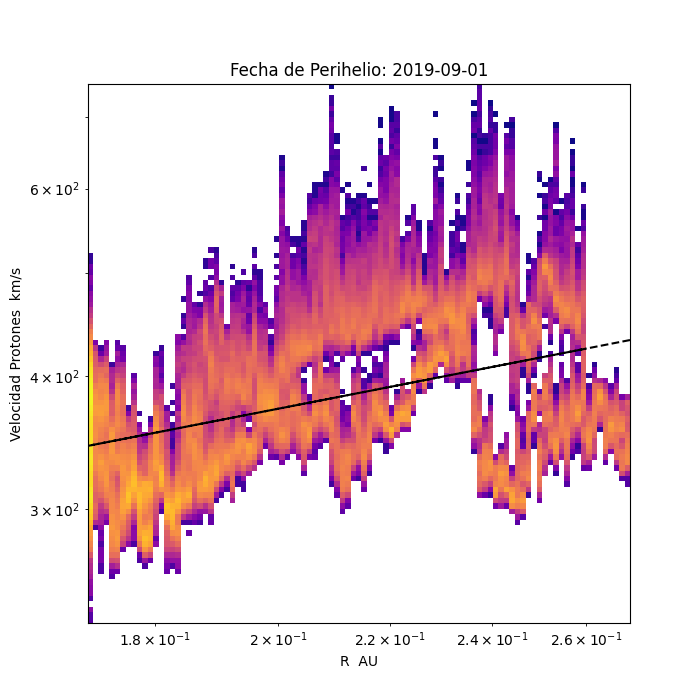 Fecha de Perihelio: 2019-09-01
Velocidad Protones  km/s
6 × 10²
4 × 10²
3 × 10²
1.8 × 10⁻¹
2 × 10⁻¹
2.2 × 10⁻¹
2.4 × 10⁻¹
2.6 × 10⁻¹
R  AU